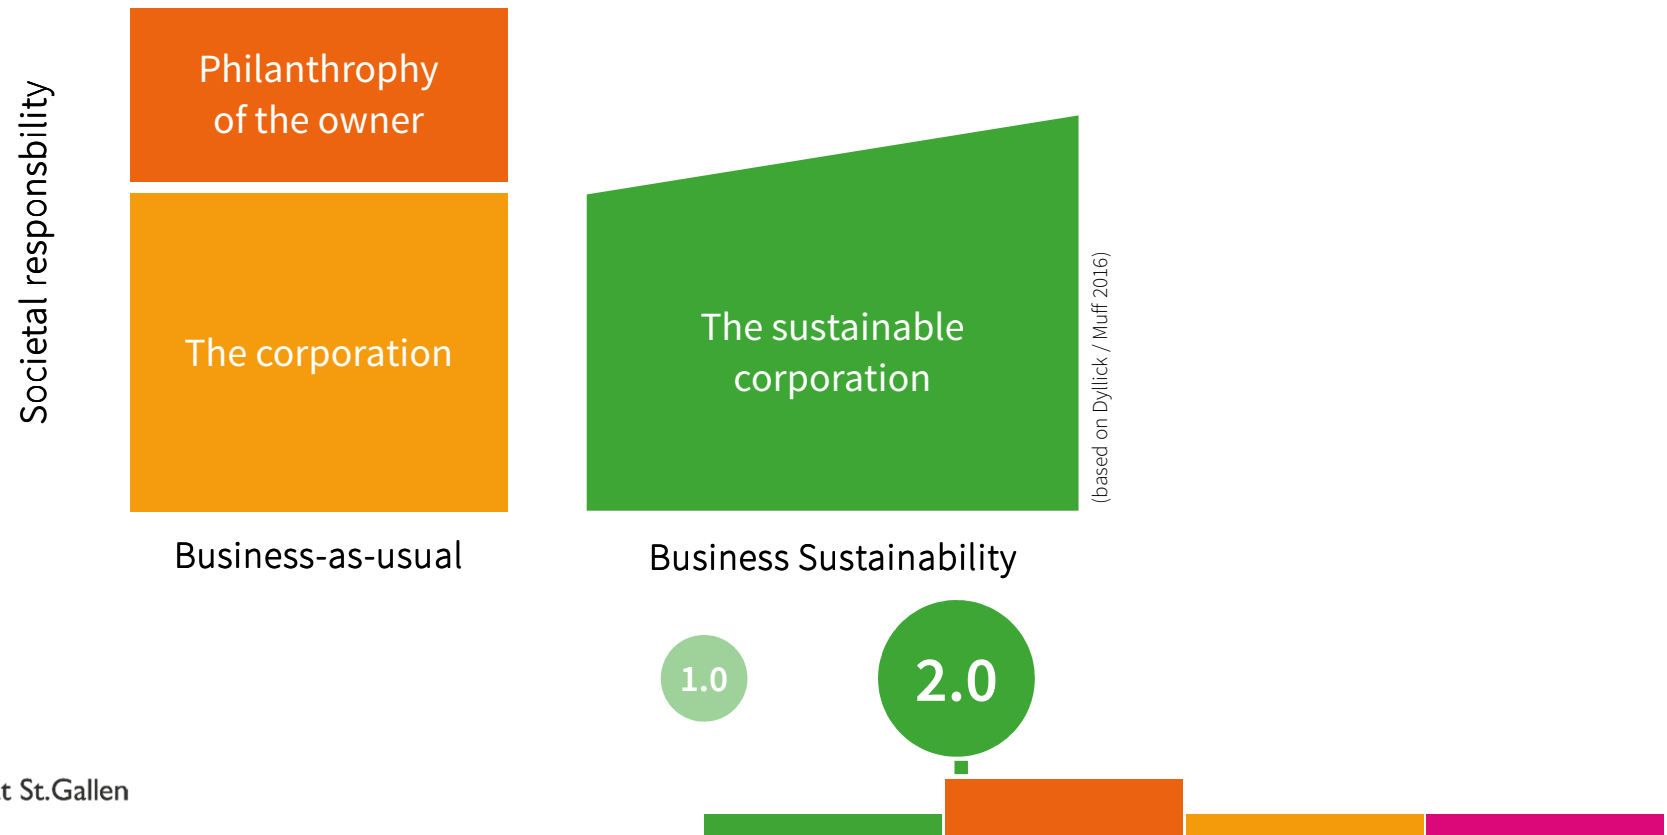 Societal responsbility
Philanthrophy
of the owner
The corporation
The sustainable
corporation
(based on Dyllick / Muff 2016)
Business-as-usual
Business Sustainability
1.0
2.0
St.Gallen